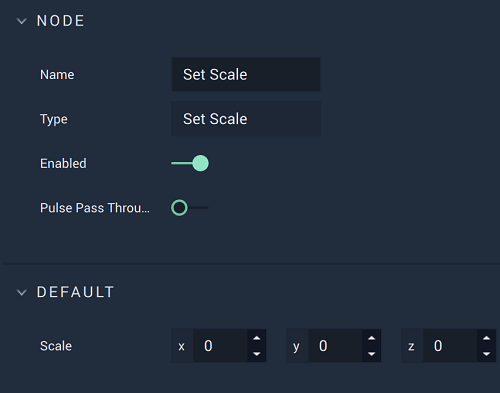 NODE
Name Set Scale
Type Set Scale
Enabled
Pulse Pass Throu...
DEFAULT
Scale x 0 y 0 z 0